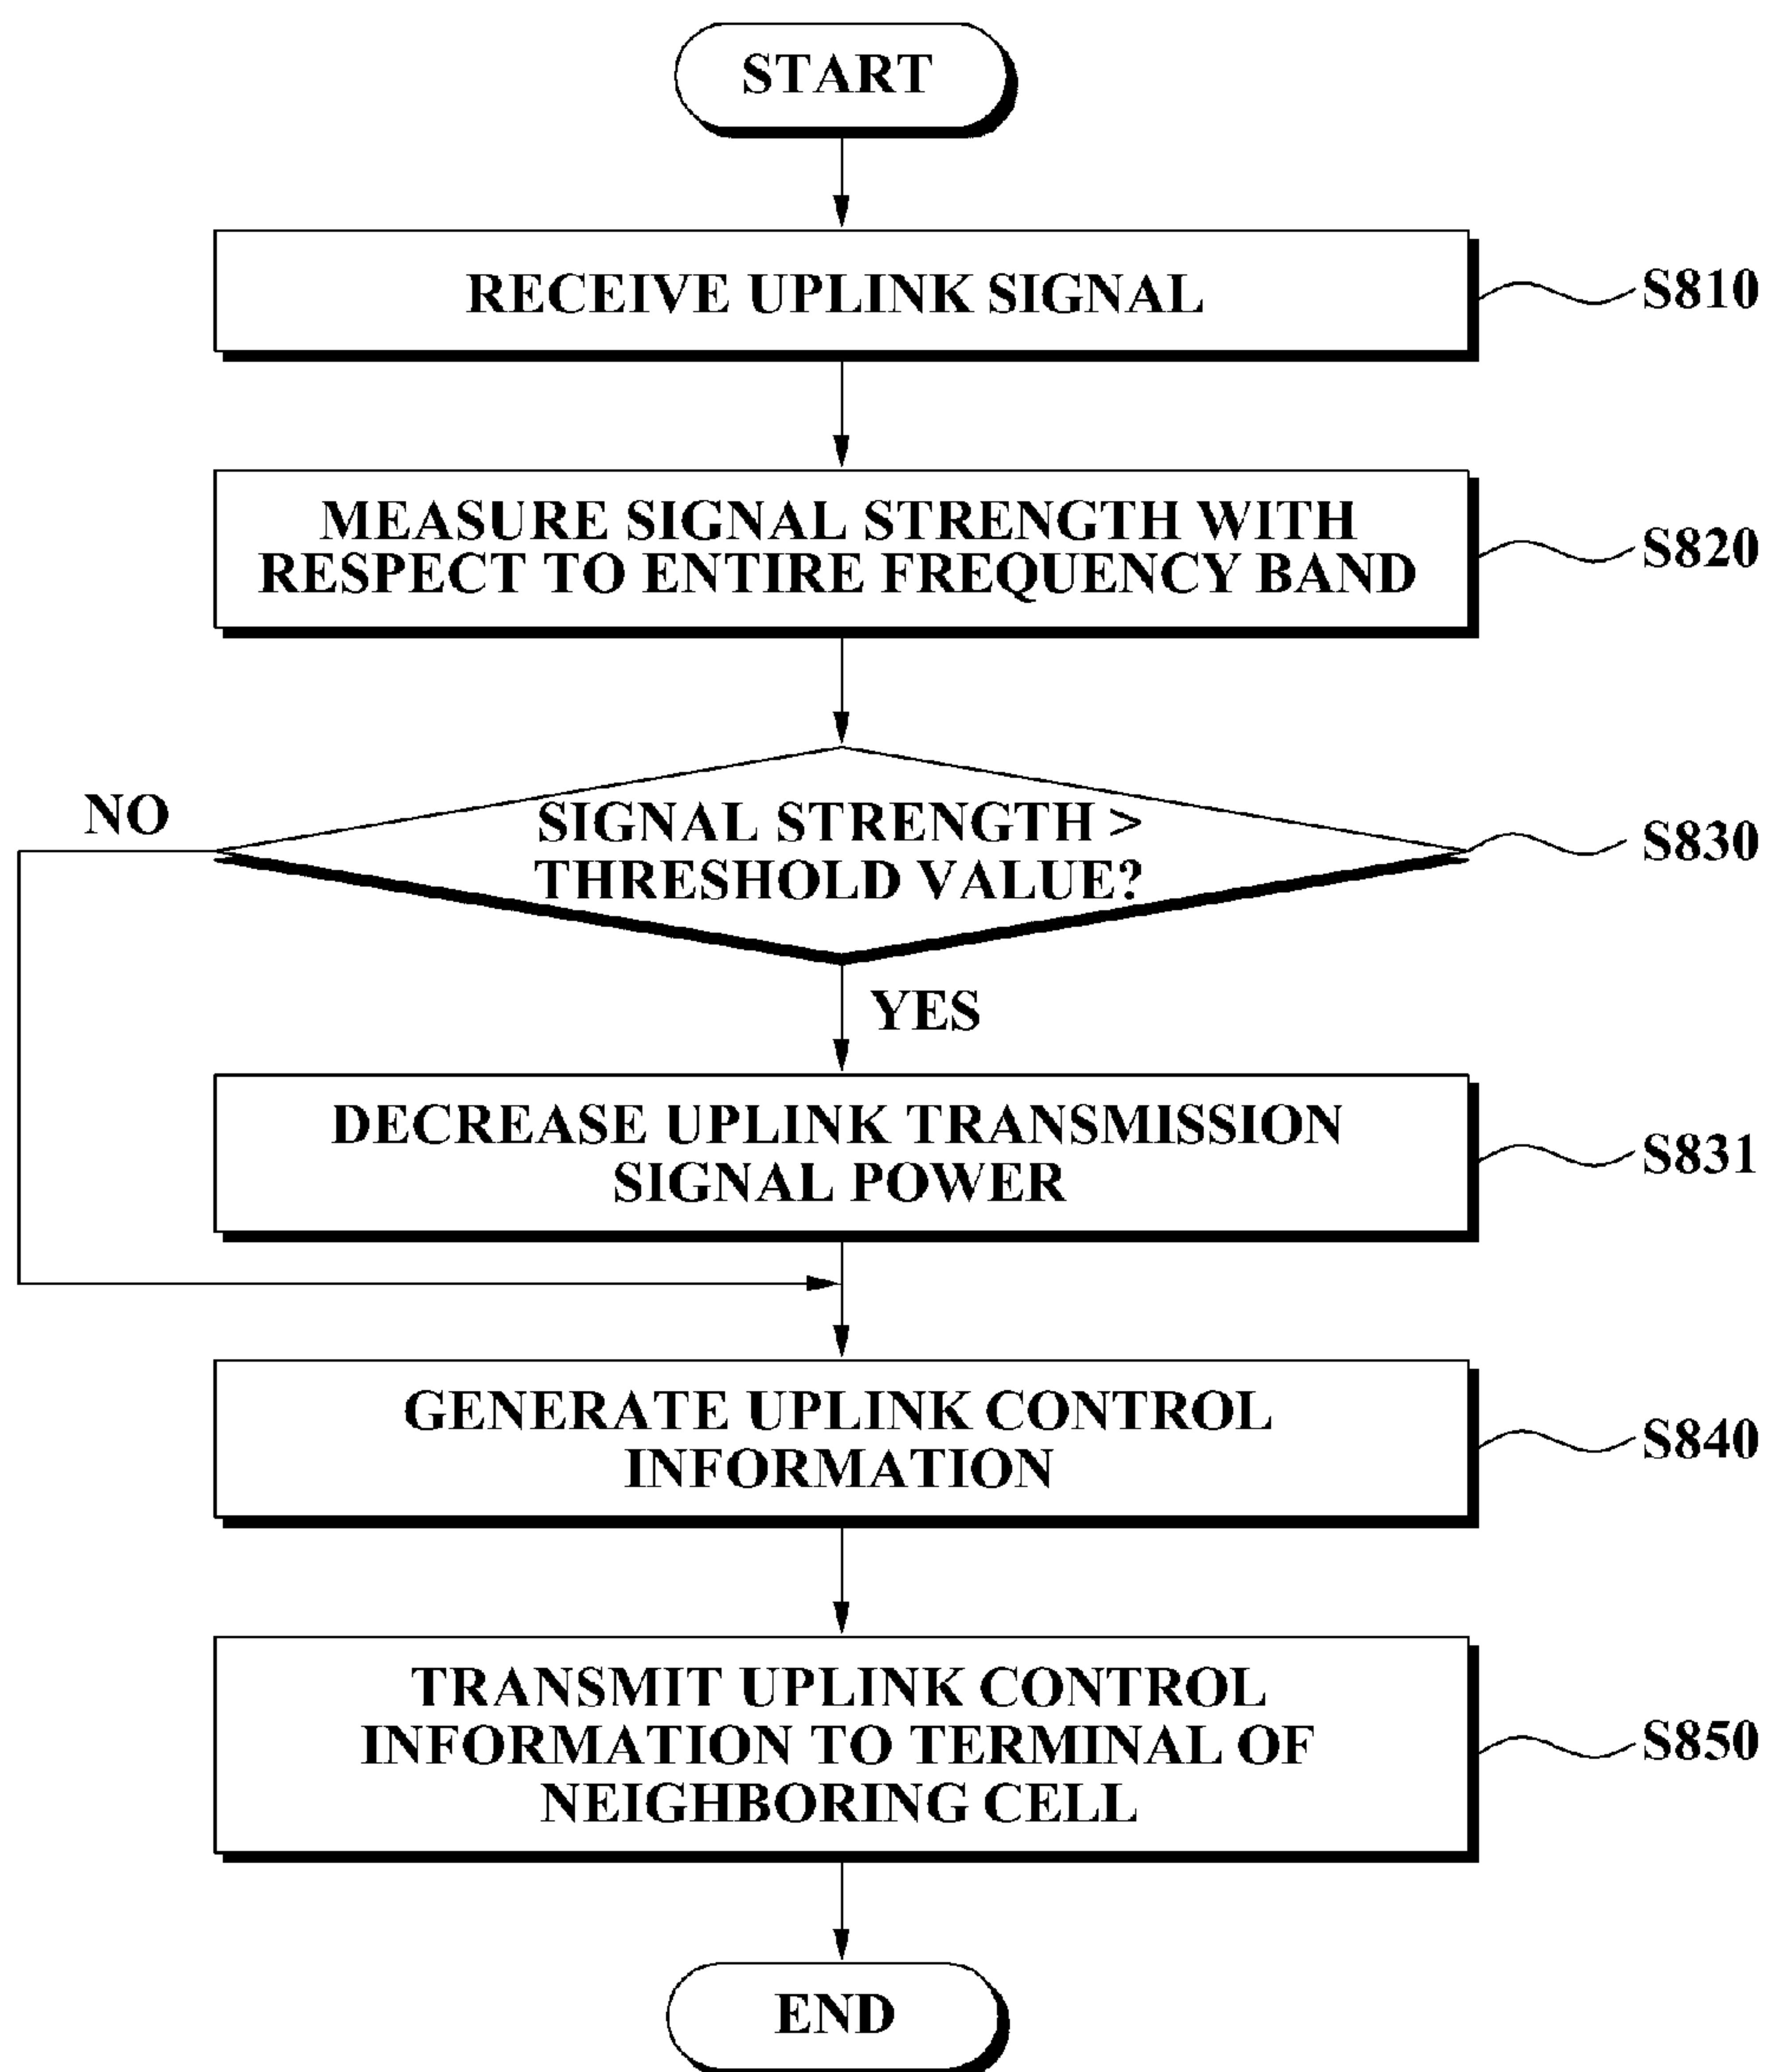 START
RECEIVE UPLINK SIGNAL
S810
MEASURE SIGNAL STRENGTH WITH
RESPECT TO ENTIRE FREQUENCY BAND
S820
NO
SIGNAL STRENGTH >
THRESHOLD VALUE?
S830
YES
DECREASE UPLINK TRANSMISSION
SIGNAL POWER
S831
GENERATE UPLINK CONTROL
INFORMATION
S840
TRANSMIT UPLINK CONTROL
INFORMATION TO TERMINAL OF
NEIGHBORING CELL
S850
END